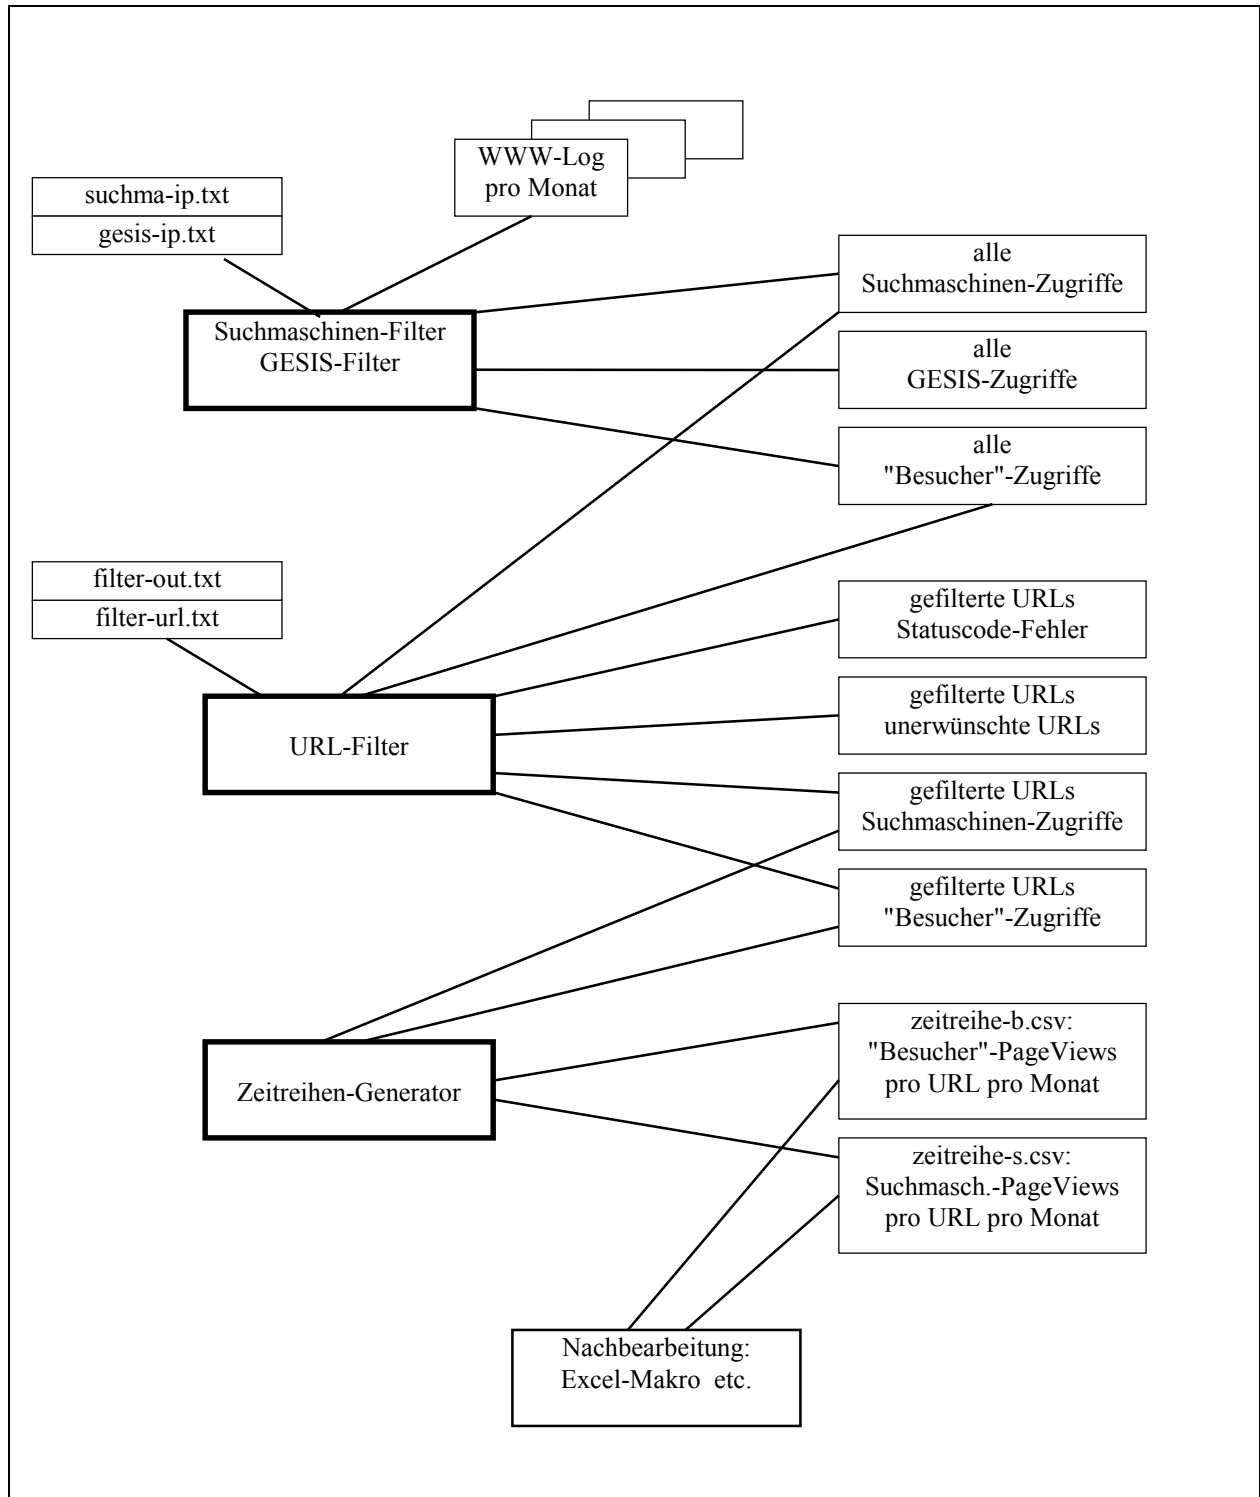 WWW-Log
pro Monat
suchma-ip.txt
gesis-ip.txt
alle
Suchmaschinen-Zugriffe
Suchmaschinen-Filter
GESIS-Filter
alle
GESIS-Zugriffe
alle
"Besucher"-Zugriffe
filter-out.txt
filter-url.txt
gefilterte URLs
Statuscode-Fehler
gefilterte URLs
unerwünschte URLs
URL-Filter
gefilterte URLs
Suchmaschinen-Zugriffe
gefilterte URLs
"Besucher"-Zugriffe
zeitreihe-b.csv:
"Besucher"-PageViews
pro URL pro Monat
Zeitreihen-Generator
zeitreihe-s.csv:
Suchmasch.-PageViews
pro URL pro Monat
Nachbearbeitung:
Excel-Makro  etc.